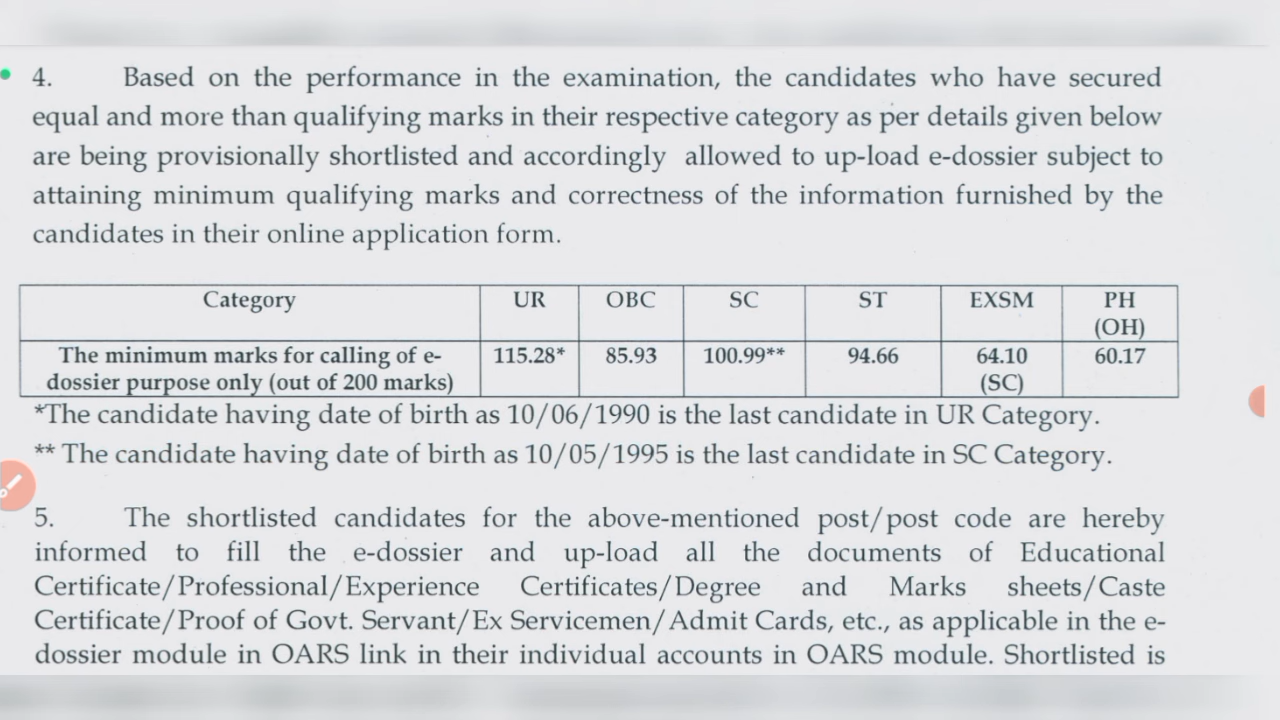 4. Based on the performance in the examination, the candidates who have secured
equal and more than qualifying marks in their respective category as per details given below
are being provisionally shortlisted and accordingly allowed to up-load e-dossier subject to
attaining minimum qualifying marks and correctness of the information furnished by the
candidates in their online application form.
Category UR OBC SC ST EXSM PH
(OH)
The minimum marks for calling of e- 115.28* 85.93 100.99** 94.66 64.10 60.17
dossier purpose only (out of 200 marks) (SC)
*The candidate having date of birth as 10/06/1990 is the last candidate in UR Category.
** The candidate having date of birth as 10/05/1995 is the last candidate in SC Category.
5. The shortlisted candidates for the above-mentioned post/post code are hereby
informed to fill the e-dossier and up-load all the documents of Educational
Certificate/Professional/Experience Certificates/Degree and Marks sheets/Caste
Certificate/Proof of Govt. Servant/Ex Servicemen/Admit Cards, etc., as applicable in the e-
dossier module in OARS link in their individual accounts in OARS module. Shortlisted is